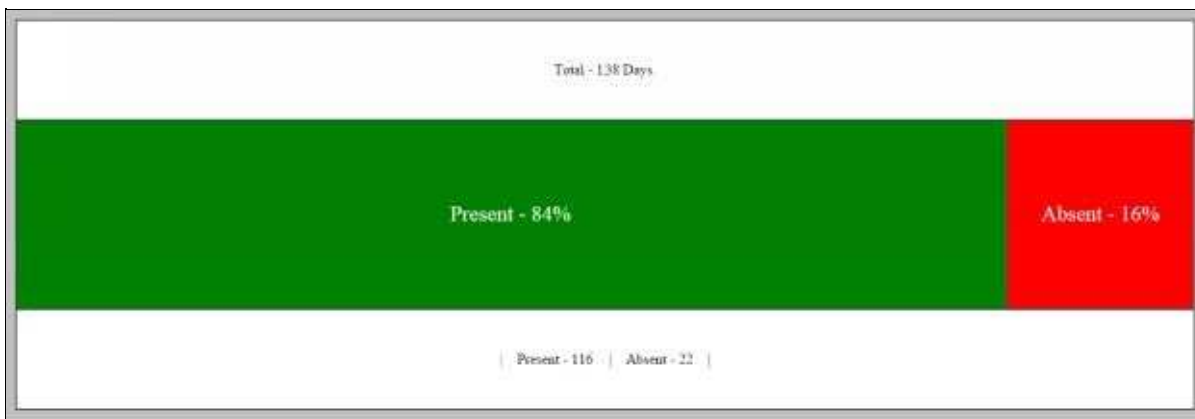 Total - 138 Days
Present - 84% Absent - 16%
| Present - 116 | Absent - 22 |